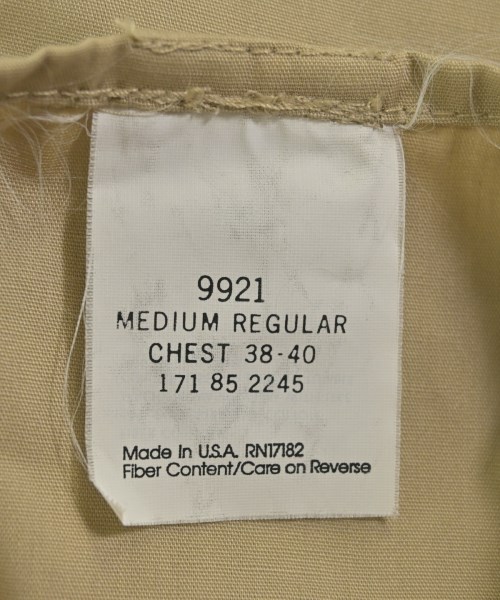 9921
MEDIUM REGULAR
CHEST 38-40
171 85 2245
Made in U.S.A. RN17182
Fiber Content/Care on Reverse